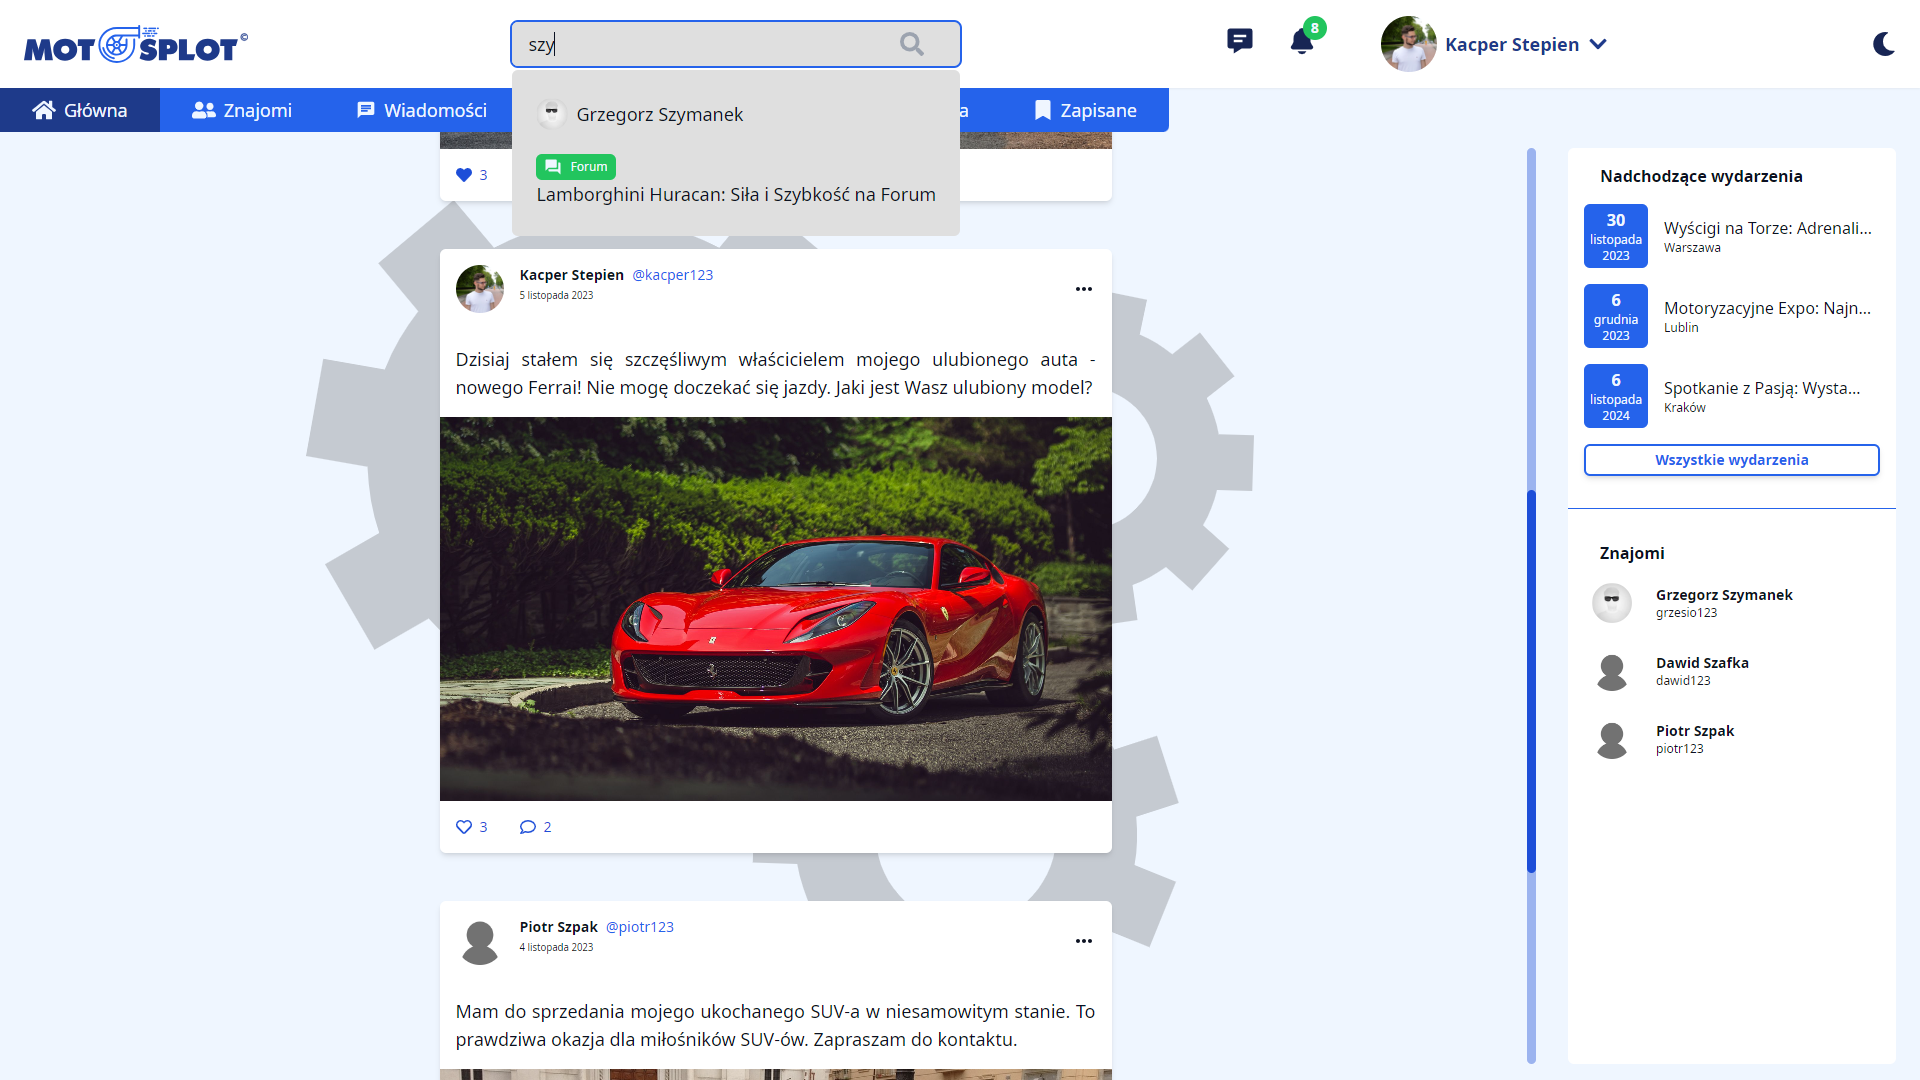 MOTOSPLOT©
szy
8
Kacper Stepien
Główna
Znajomi
Wiadomości
a
Zapisane
Grzegorz Szymanek
Forum
Lamborghini Huracan: Siła i Szybkość na Forum
3
Kacper Stepien @kacper123
5 listopada 2023
Dzisiaj stałem się szczęśliwym właścicielem mojego ulubionego auta -
nowego Ferrai! Nie mogę doczekać się jazdy. Jaki jest Wasz ulubiony model?
3
2
Piotr Szpak @piotr123
4 listopada 2023
Mam do sprzedania mojego ukochanego SUV-a w niesamowitym stanie. To
prawdziwa okazja dla miłośników SUV-ów. Zapraszam do kontaktu.
Nadchodzące wydarzenia
30
listopada
2023
Wyścigi na Torze: Adrenali...
Warszawa
6
grudnia
2023
Motoryzacyjne Expo: Najn...
Lublin
6
listopada
2024
Spotkanie z Pasją: Wysta...
Kraków
Wszystkie wydarzenia
Znajomi
Grzegorz Szymanek
grzesio123
Dawid Szafka
dawid123
Piotr Szpak
piotr123